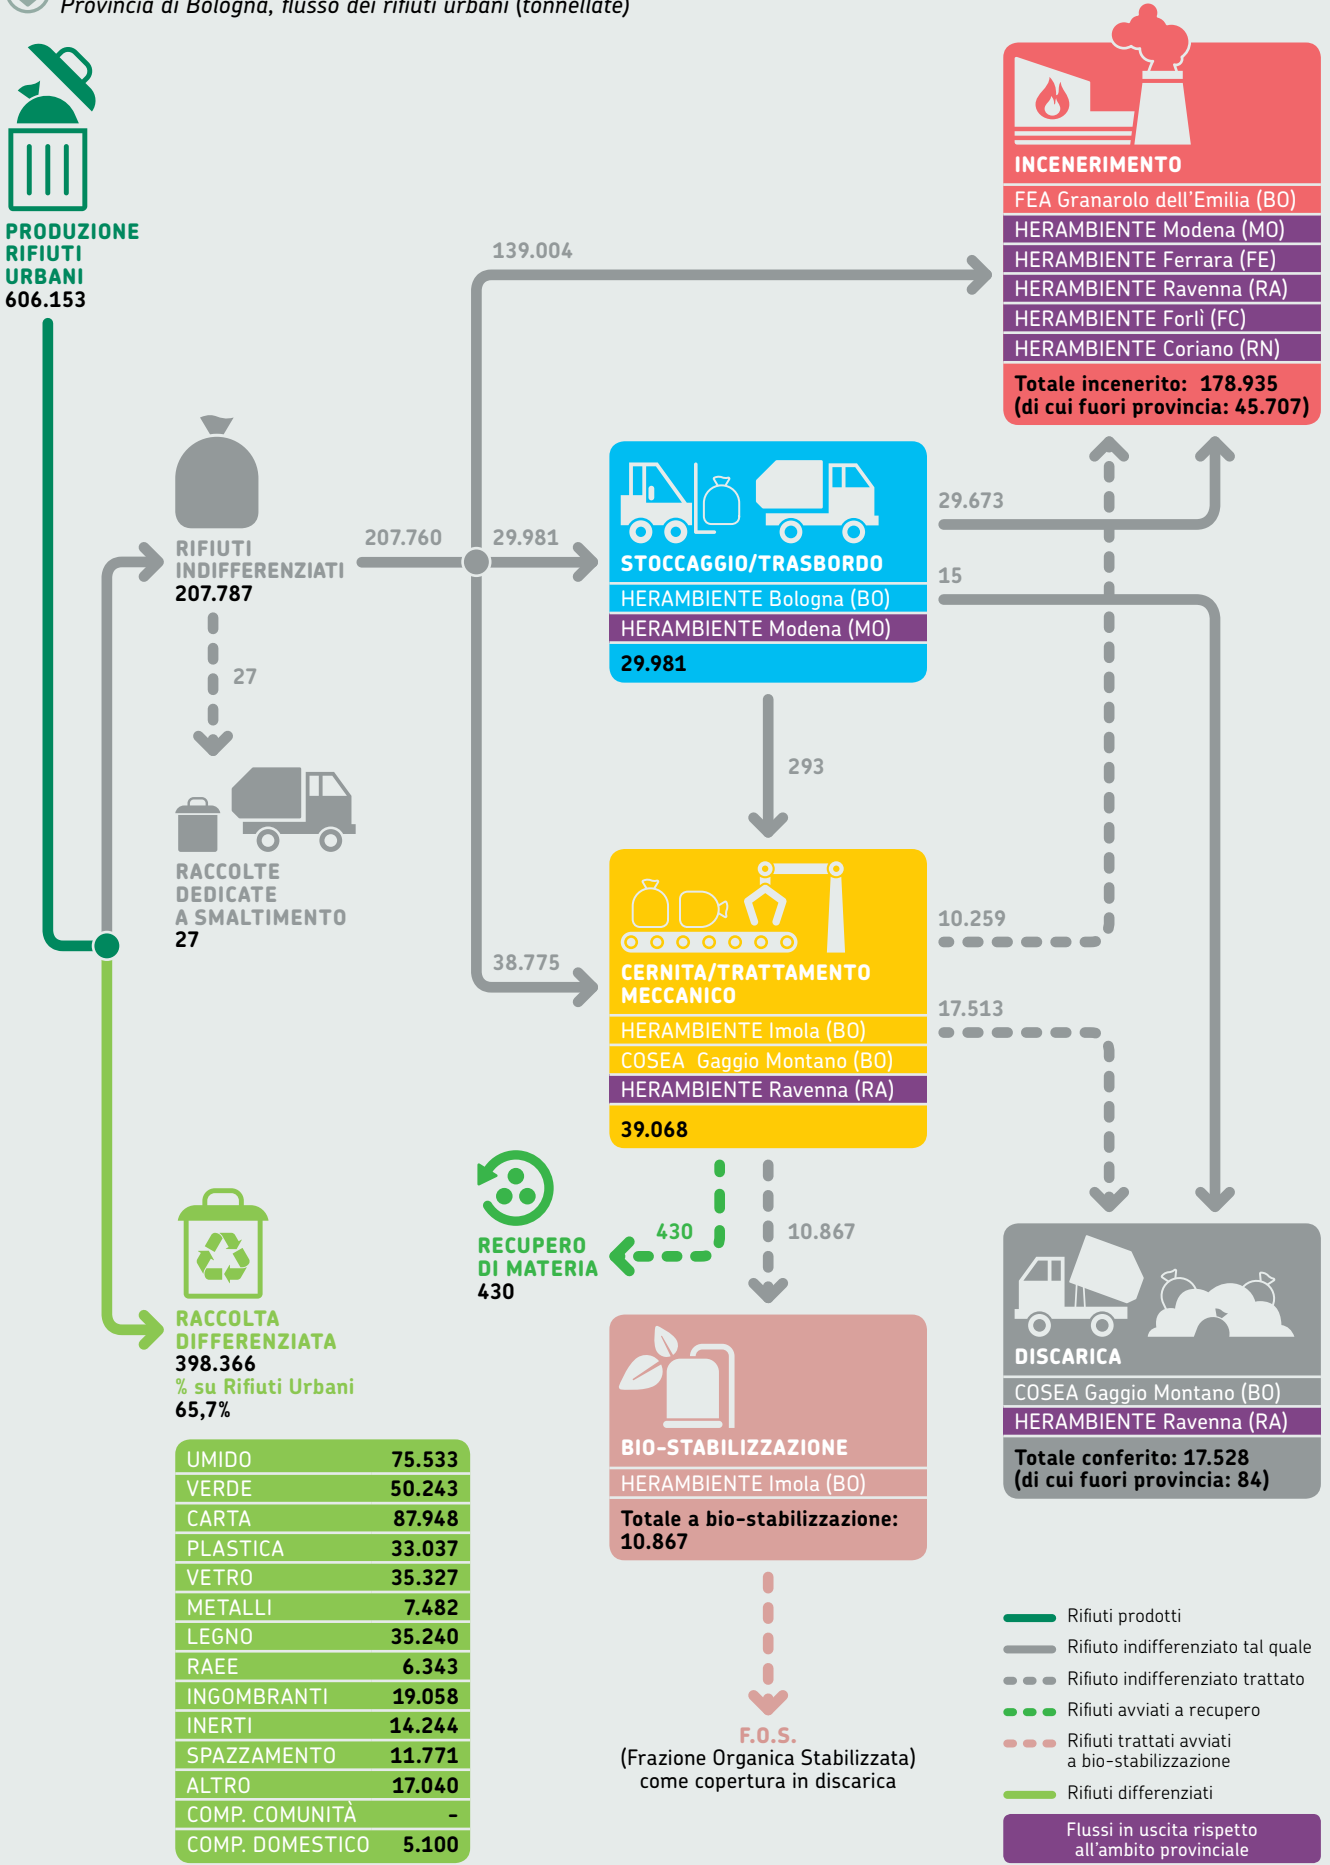 Provincia di Bologna, flusso dei rifiuti urbani (tonnellate)
PRODUZIONE
RIFIUTI
URBANI
606.153
RIFIUTI
INDIFFERENZIATI
207.787
27
RACCOLTE
DEDICATE
A SMALTIMENTO
27
207.760
139.004
29.981
38.775
INCENERIMENTO
FEA Granarolo dell'Emilia (BO)
HERAMBIENTE Modena (MO)
HERAMBIENTE Ferrara (FE)
HERAMBIENTE Ravenna (RA)
HERAMBIENTE Forlì (FC)
HERAMBIENTE Coriano (RN)
Totale incenerito: 178.935
(di cui fuori provincia: 45.707)
STOCCAGGIO/TRASBORDO
HERAMBIENTE Bologna (BO)
HERAMBIENTE Modena (MO)
29.981
29.673
15
293
CERNITA/TRATTAMENTO
MECCANICO
HERAMBIENTE Imola (BO)
COSEA Gaggio Montano (BO)
HERAMBIENTE Ravenna (RA)
39.068
10.259
17.513
430
10.867
RECUPERO
DI MATERIA
430
BIO-STABILIZZAZIONE
HERAMBIENTE Imola (BO)
Totale a bio-stabilizzazione:
10.867
F.O.S.
(Frazione Organica Stabilizzata)
come copertura in discarica
DISCARICA
COSEA Gaggio Montano (BO)
HERAMBIENTE Ravenna (RA)
Totale conferito: 17.528
(di cui fuori provincia: 84)
RACCOLTA
DIFFERENZIATA
398.366
% su Rifiuti Urbani
65,7%
UMIDO 75.533
VERDE 50.243
CARTA 87.948
PLASTICA 33.037
VETRO 35.327
METALLI 7.482
LEGNO 35.240
RAEE 6.343
INGOMBRANTI 19.058
INERTI 14.244
SPAZZAMENTO 11.771
ALTRO 17.040
COMP. COMUNITÀ -
COMP. DOMESTICO 5.100
Rifiuti prodotti
Rifiuto indifferenziato tal quale
Rifiuto indifferenziato trattato
Rifiuti avviati a recupero
Rifiuti trattati avviati
a bio-stabilizzazione
Rifiuti differenziati
Flussi in uscita rispetto
all'ambito provinciale